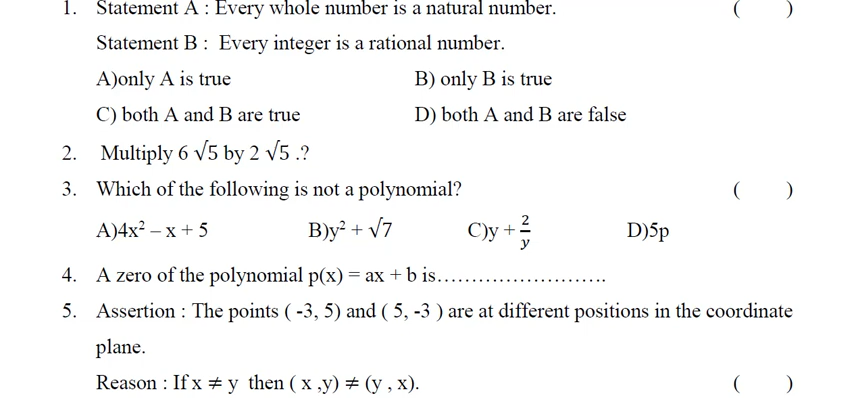 1. Statement A : Every whole number is a natural number. ( )
Statement B : Every integer is a rational number.
A)only A is true B) only B is true
C) both A and B are true D) both A and B are false
2. Multiply 6 √5 by 2 √5 .?
3. Which of the following is not a polynomial? ( )
A)4x² – x + 5 B)y² + √7 C)y + 2/y D)5p
4. A zero of the polynomial p(x) = ax + b is…………………….
5. Assertion : The points ( -3, 5) and ( 5, -3 ) are at different positions in the coordinate
plane.
Reason : If x ≠ y then ( x ,y) ≠ (y , x). ( )